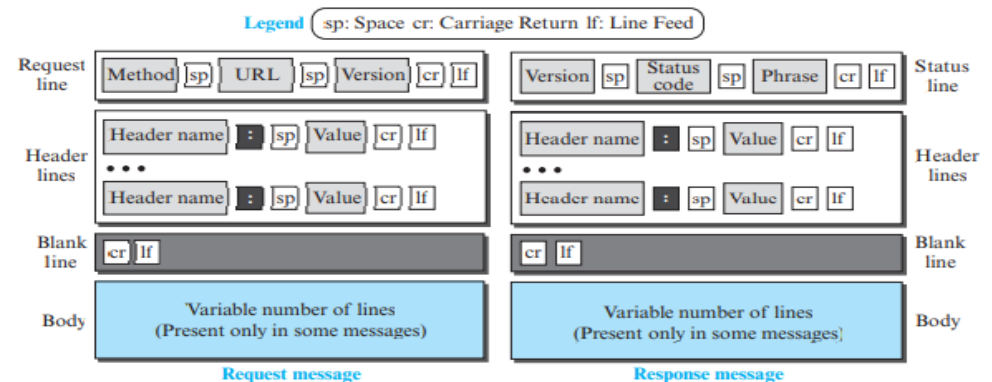 Legend sp: Space cr: Carriage Return lf: Line Feed
Request line
Method sp URL sp Version cr lf
Header lines
Header name : sp Value cr lf
• • •
Header name : sp Value cr lf
Blank line
cr lf
Body
Variable number of lines
(Present only in some messages)
Request message
Version sp Status code sp Phrase cr lf
Status line
Header name : sp Value cr lf
• • •
Header name : sp Value cr lf
Header lines
cr lf
Blank line
Variable number of lines
(Present only in some messages)
Body
Response message